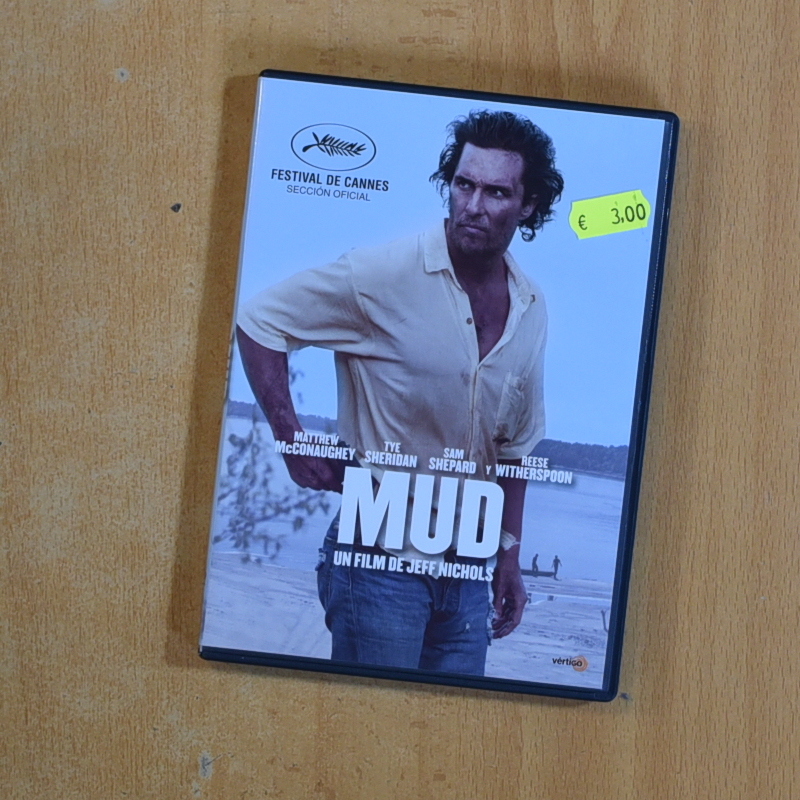 FESTIVAL DE CANNES
SECCIÓN OFICIAL
€ 3,00
MATTHEW McCONAUGHEY
TYE SHERIDAN
SAM SHEPARD
Y
REESE WITHERSPOON
MUD
UN FILM DE JEFF NICHOLS
vértigo